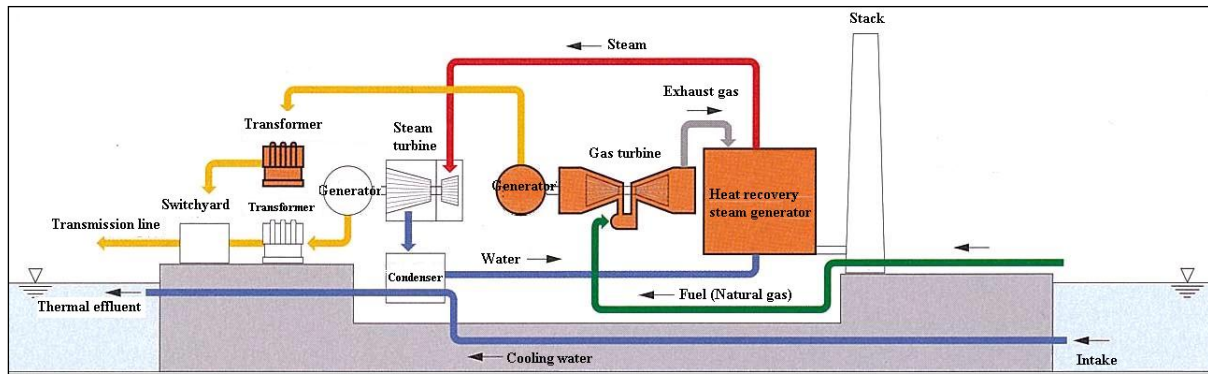 Stack
Steam
Exhaust gas
Transformer
Steam
turbine
Gas turbine
Generator
Generator
Heat recovery
steam generator
Switchyard
Transformer
Transmission line
Water
Condenser
Thermal effluent
Fuel (Natural gas)
Cooling water
Intake